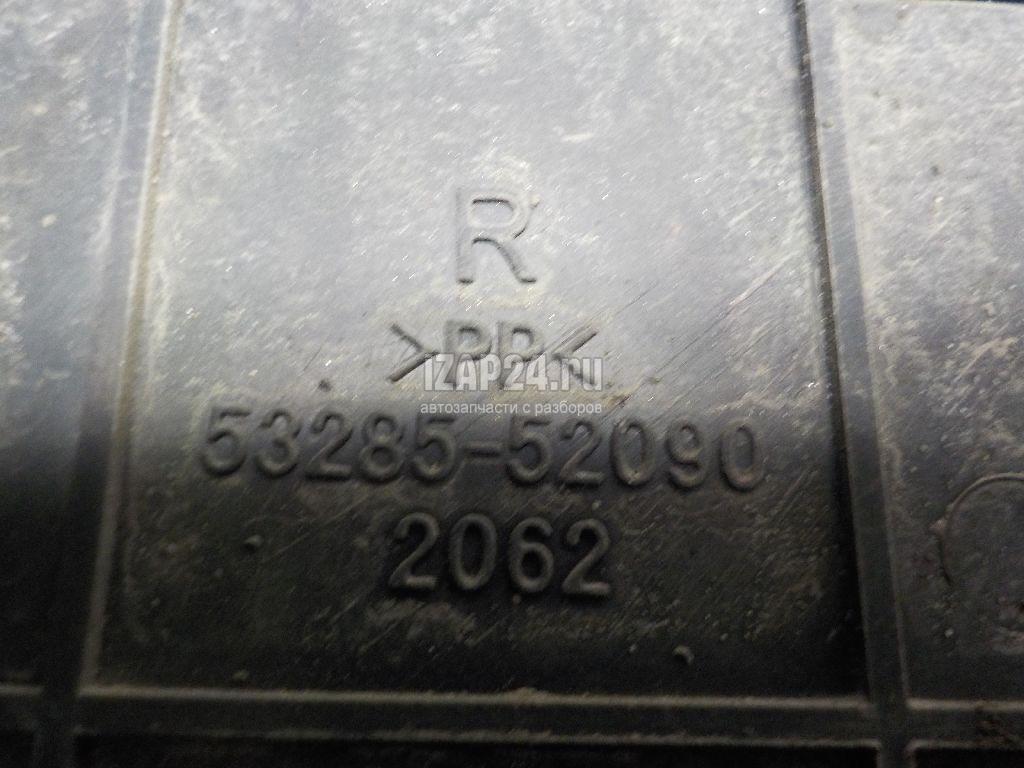 R
>PP<
IZAP24.ru
автозапчасти с разборов
53285-52090
2062